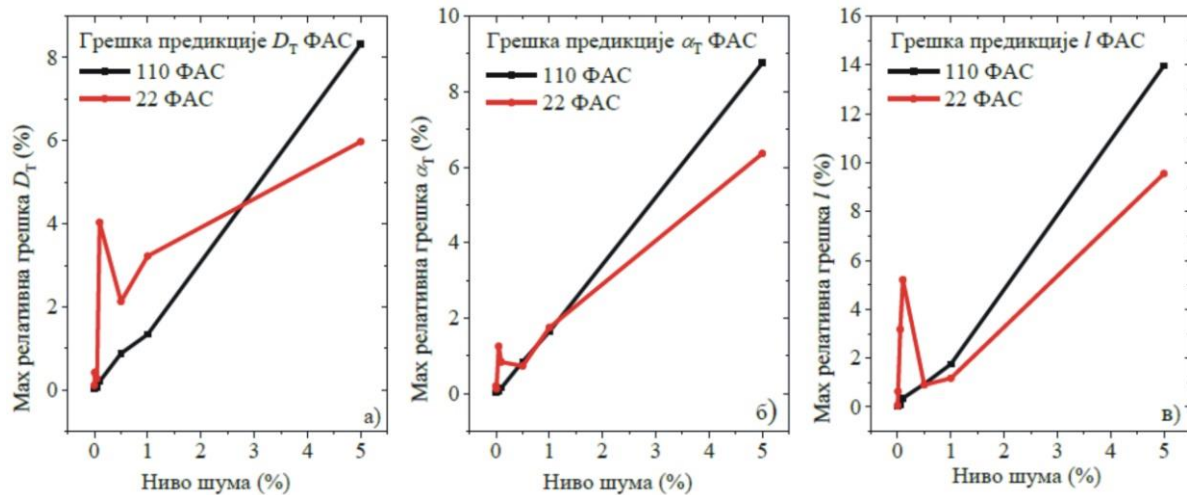 Грешка предикције D_T ФАС
110 ФАС
22 ФАС
Мах релативна грешка D_T (%)
8
6
4
2
0
0 1 2 3 4 5
Ниво шума (%)
а)
Грешка предикције α_T ФАС
110 ФАС
22 ФАС
Мах релативна грешка α_T (%)
10
8
6
4
2
0
0 1 2 3 4 5
Ниво шума (%)
б)
Грешка предикције l ФАС
110 ФАС
22 ФАС
Мах релативна грешка l (%)
16
14
12
10
8
6
4
2
0
0 1 2 3 4 5
Ниво шума (%)
в)